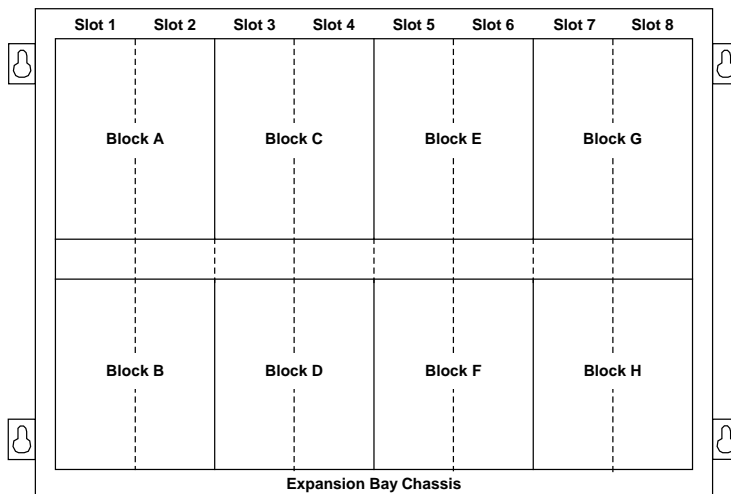 Slot 1 Slot 2 Slot 3 Slot 4 Slot 5 Slot 6 Slot 7 Slot 8
Block A Block C Block E Block G
Block B Block D Block F Block H
Expansion Bay Chassis